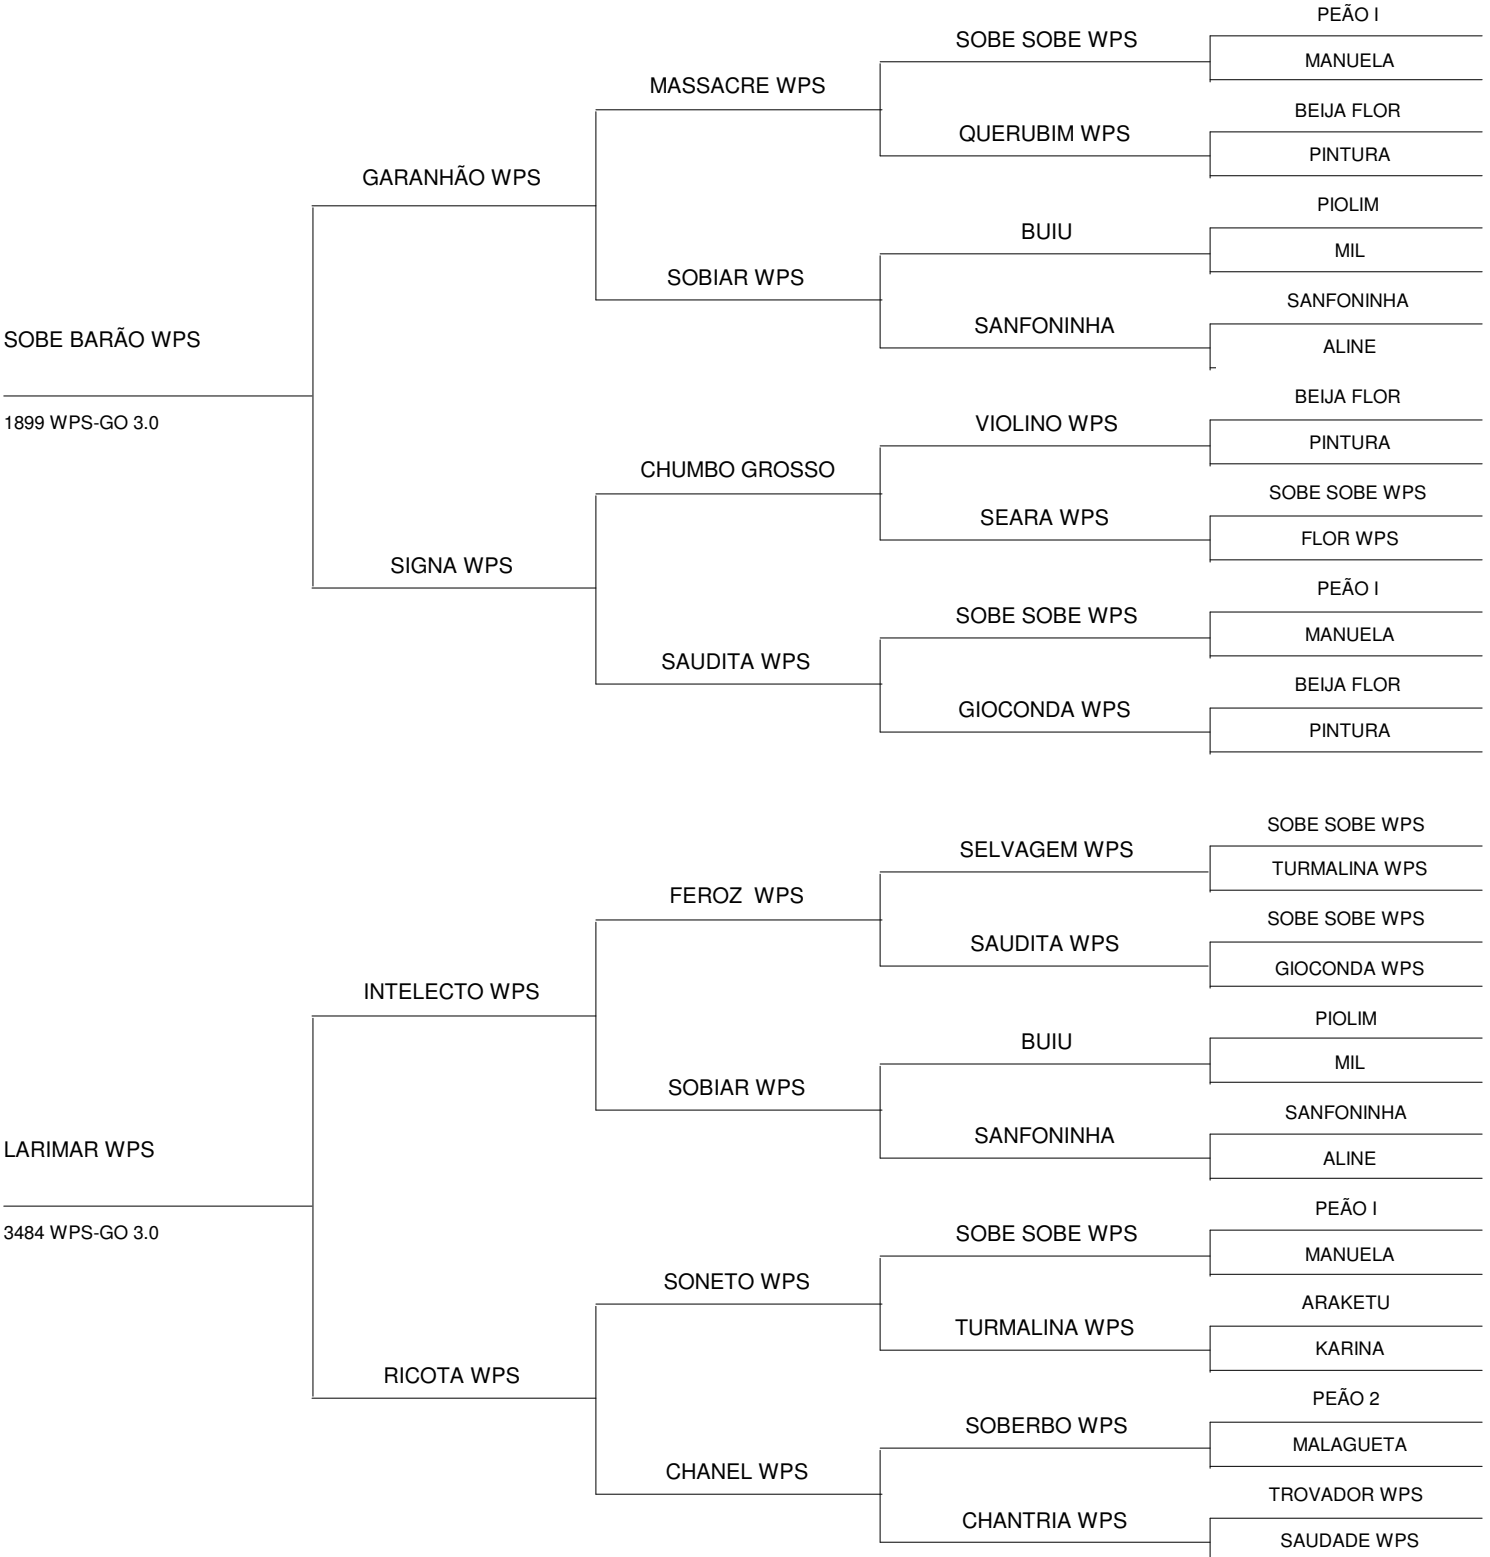 PEÃO I
SOBE SOBE WPS
MANUELA
MASSACRE WPS
BEIJA FLOR
QUERUBIM WPS
PINTURA
GARANHÃO WPS
PIOLIM
BUIU
MIL
SOBIAR WPS
SANFONINHA
SANFONINHA
SOBE BARÃO WPS
ALINE
BEIJA FLOR
1899 WPS-GO 3.0
VIOLINO WPS
PINTURA
CHUMBO GROSSO
SOBE SOBE WPS
SEARA WPS
FLOR WPS
SIGNA WPS
PEÃO I
SOBE SOBE WPS
MANUELA
SAUDITA WPS
BEIJA FLOR
GIOCONDA WPS
PINTURA
SOBE SOBE WPS
SELVAGEM WPS
TURMALINA WPS
FEROZ  WPS
SOBE SOBE WPS
SAUDITA WPS
GIOCONDA WPS
INTELECTO WPS
PIOLIM
BUIU
MIL
SOBIAR WPS
SANFONINHA
SANFONINHA
LARIMAR WPS
ALINE
PEÃO I
3484 WPS-GO 3.0
SOBE SOBE WPS
MANUELA
SONETO WPS
ARAKETU
TURMALINA WPS
KARINA
RICOTA WPS
PEÃO 2
SOBERBO WPS
MALAGUETA
CHANEL WPS
TROVADOR WPS
CHANTRIA WPS
SAUDADE WPS